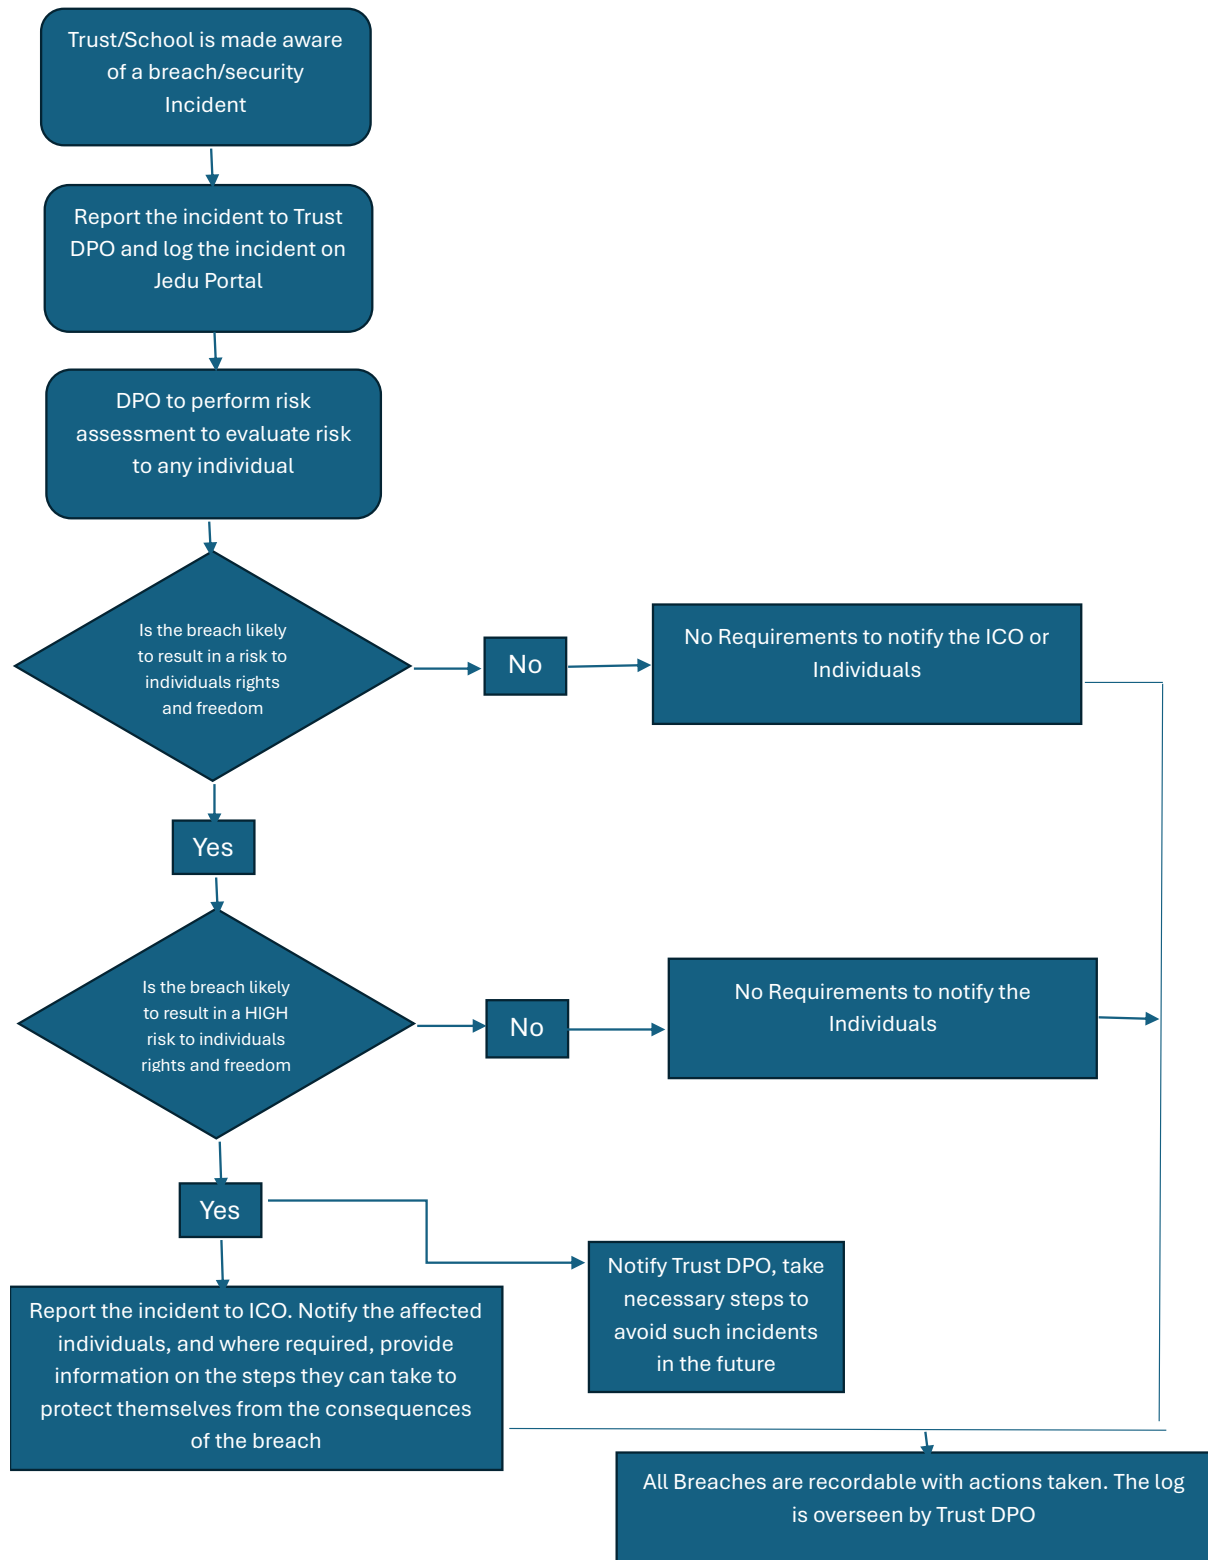 Trust/School is made aware
of a breach/security
Incident
Report the incident to Trust
DPO and log the incident on
Jedu Portal
DPO to perform risk
assessment to evaluate risk
to any individual
Is the breach likely
to result in a risk to
individuals rights
and freedom
No
No Requirements to notify the ICO or
Individuals
Yes
Is the breach likely
to result in a HIGH
risk to individuals
rights and freedom
No
No Requirements to notify the
Individuals
Yes
Notify Trust DPO, take
necessary steps to
avoid such incidents
in the future
Report the incident to ICO. Notify the affected
individuals, and where required, provide
information on the steps they can take to
protect themselves from the consequences
of the breach
All Breaches are recordable with actions taken. The log
is overseen by Trust DPO